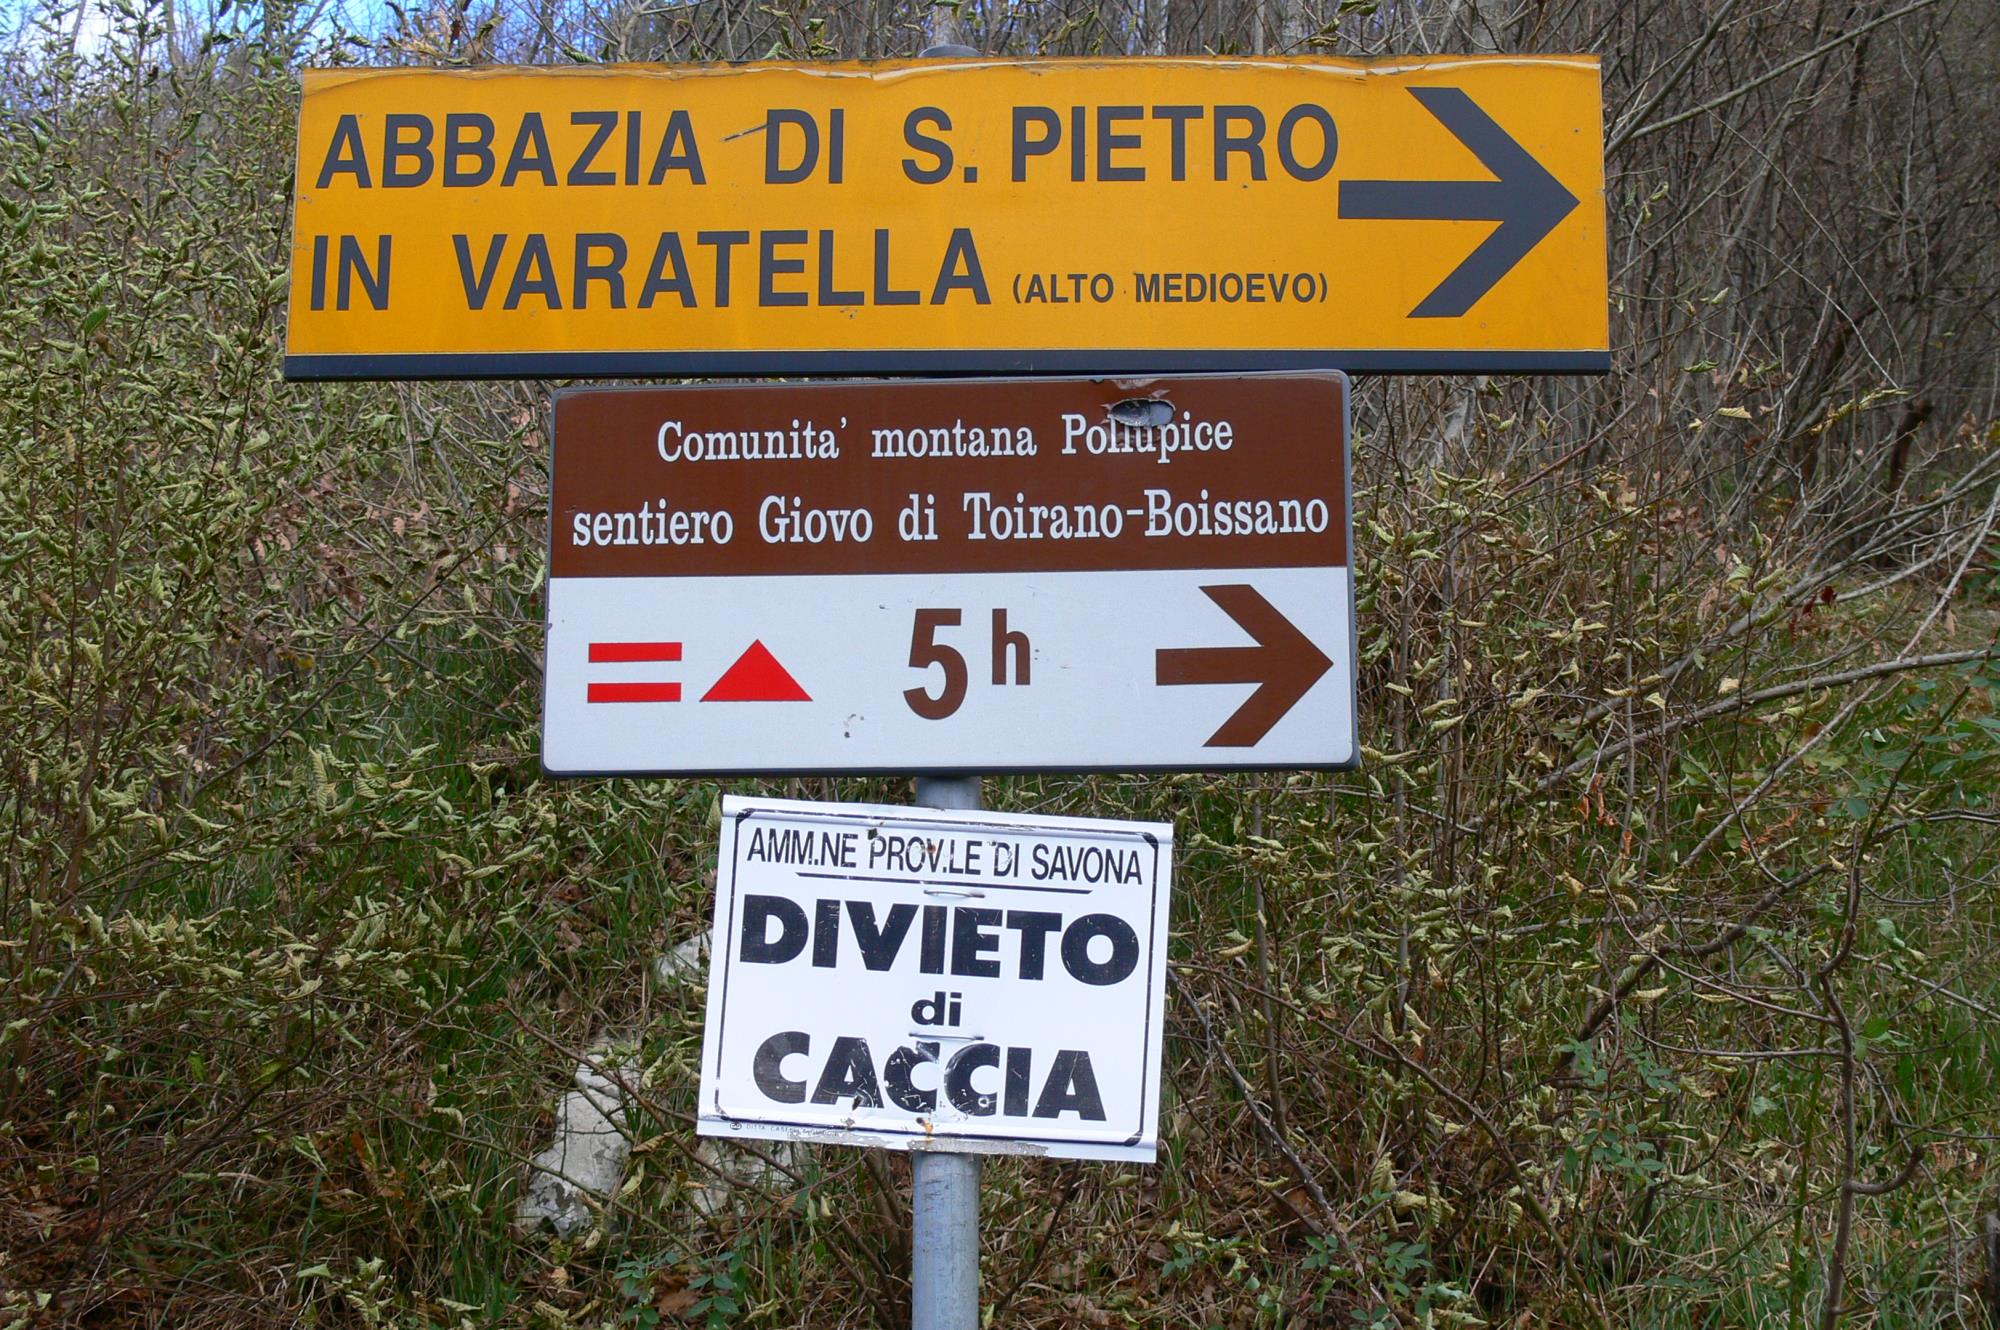 ABBAZIA DI S. PIETRO
IN VARATELLA (ALTO MEDIOEVO)
Comunita' montana Pollupice
sentiero Giovo di Toirano-Boissano
5 h
AMM.NE PROV.LE DI SAVONA
DIVIETO
di
CACCIA
DITTA